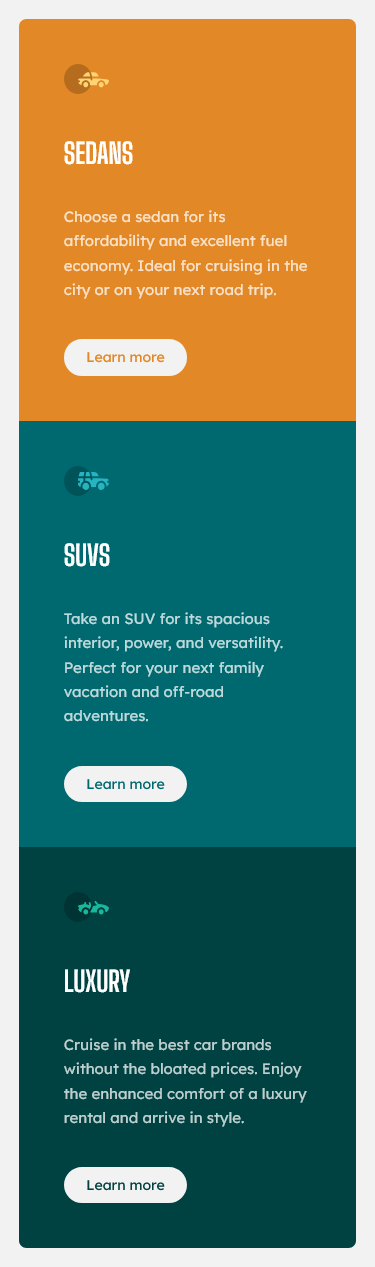 SEDANS
Choose a sedan for its
affordability and excellent fuel
economy. Ideal for cruising in the
city or on your next road trip.
Learn more
SUVS
Take an SUV for its spacious
interior, power, and versatility.
Perfect for your next family
vacation and off-road
adventures.
Learn more
LUXURY
Cruise in the best car brands
without the bloated prices. Enjoy
the enhanced comfort of a luxury
rental and arrive in style.
Learn more